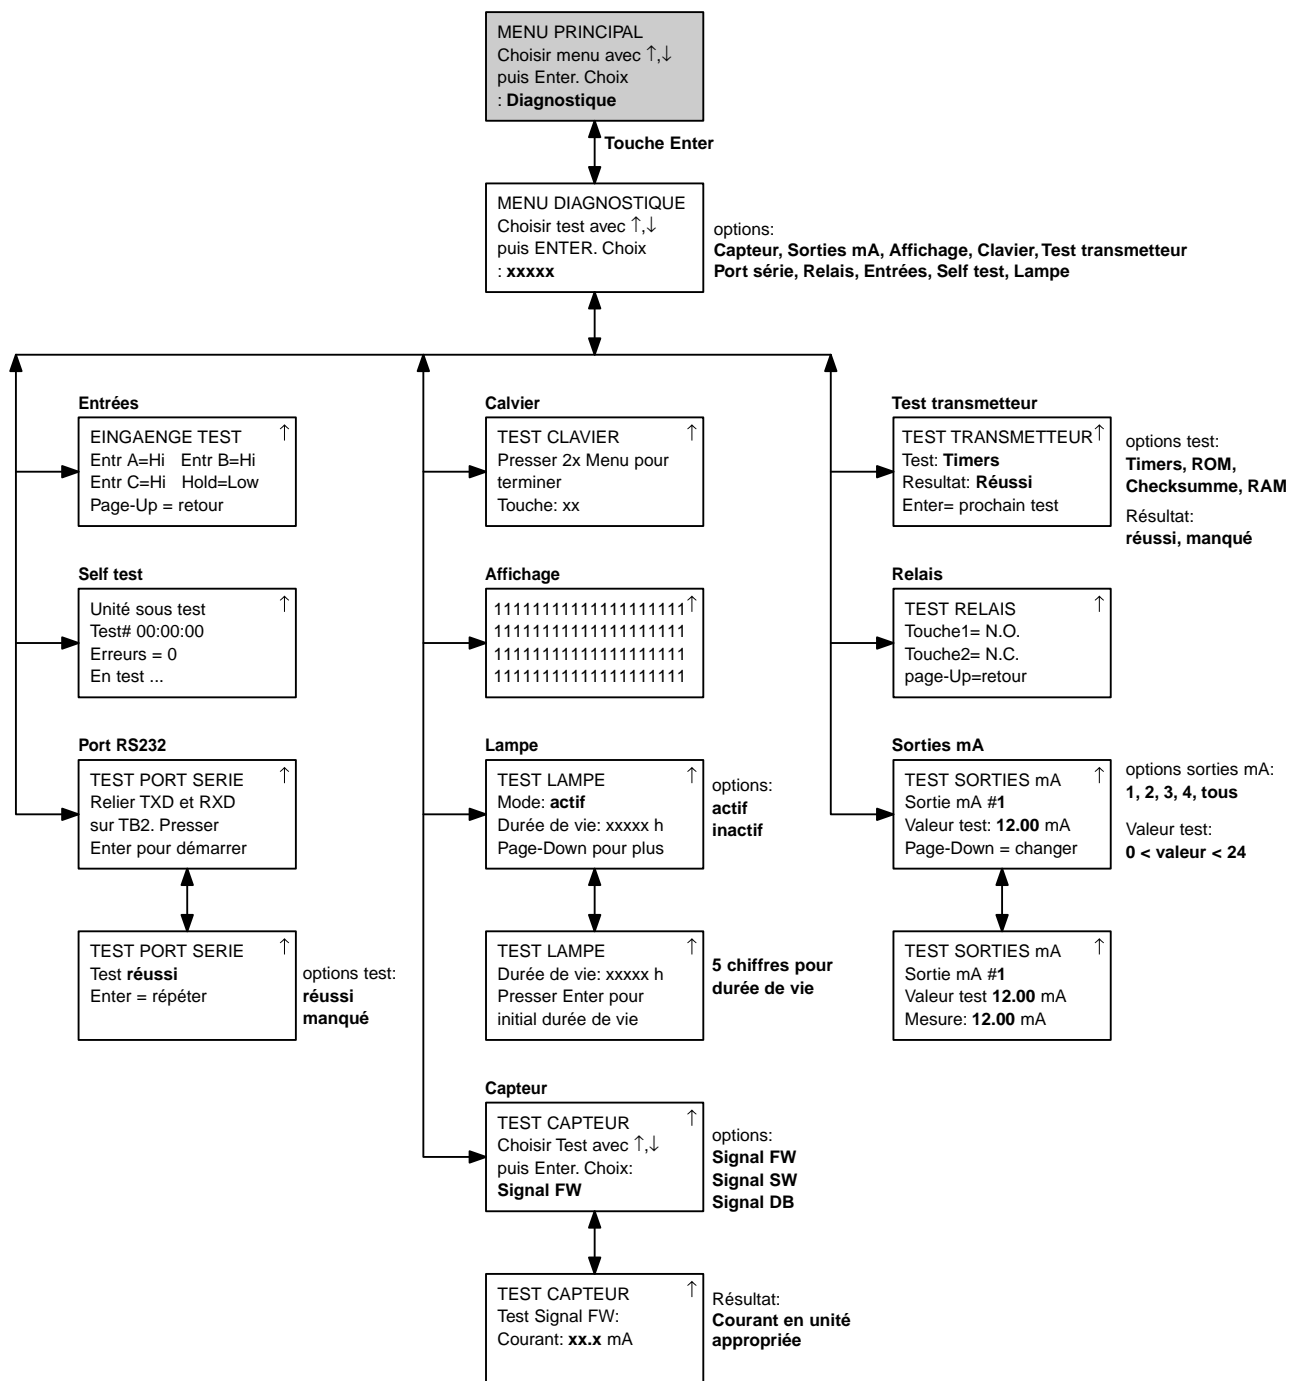 MENU PRINCIPAL
Choisir menu avec ↑,↓
puis Enter. Choix
: Diagnostique
Touche Enter
MENU DIAGNOSTIQUE
Choisir test avec ↑,↓
puis ENTER. Choix
: xxxxx
options:
Capteur, Sorties mA, Affichage, Clavier, Test transmetteur
Port série, Relais, Entrées, Self test, Lampe
Entrées
EINGAENGE TEST ↑
Entr A=Hi Entr B=Hi
Entr C=Hi Hold=Low
Page-Up = retour
Self test
Unité sous test ↑
Test# 00:00:00
Erreurs = 0
En test ...
Port RS232
TEST PORT SERIE ↑
Relier TXD et RXD
sur TB2. Presser
Enter pour démarrer
TEST PORT SERIE ↑
Test réussi
Enter = répéter
options test:
réussi
manqué
Calvier
TEST CLAVIER ↑
Presser 2x Menu pour
terminer
Touche: xx
Affichage
11111111111111111111 ↑
11111111111111111111
11111111111111111111
11111111111111111111
Lampe
TEST LAMPE ↑
Mode: actif
Durée de vie: xxxxx h
Page-Down pour plus
options:
actif
inactif
TEST LAMPE ↑
Durée de vie: xxxxx h
Presser Enter pour
initial durée de vie
5 chiffres pour
durée de vie
Capteur
TEST CAPTEUR ↑
Choisir Test avec ↑,↓
puis Enter. Choix:
Signal FW
options:
Signal FW
Signal SW
Signal DB
TEST CAPTEUR ↑
Test Signal FW:
Courant: xx.x mA
Résultat:
Courant en unité
appropriée
Test transmetteur
TEST TRANSMETTEUR ↑
Test: Timers
Resultat: Réussi
Enter= prochain test
options test:
Timers, ROM,
Checksumme, RAM
Résultat:
réussi, manqué
Relais
TEST RELAIS ↑
Touche1= N.O.
Touche2= N.C.
page-Up=retour
Sorties mA
TEST SORTIES mA ↑
Sortie mA #1
Valeur test: 12.00 mA
Page-Down = changer
options sorties mA:
1, 2, 3, 4, tous
Valeur test:
0 < valeur < 24
TEST SORTIES mA ↑
Sortie mA #1
Valeur test 12.00 mA
Mesure: 12.00 mA